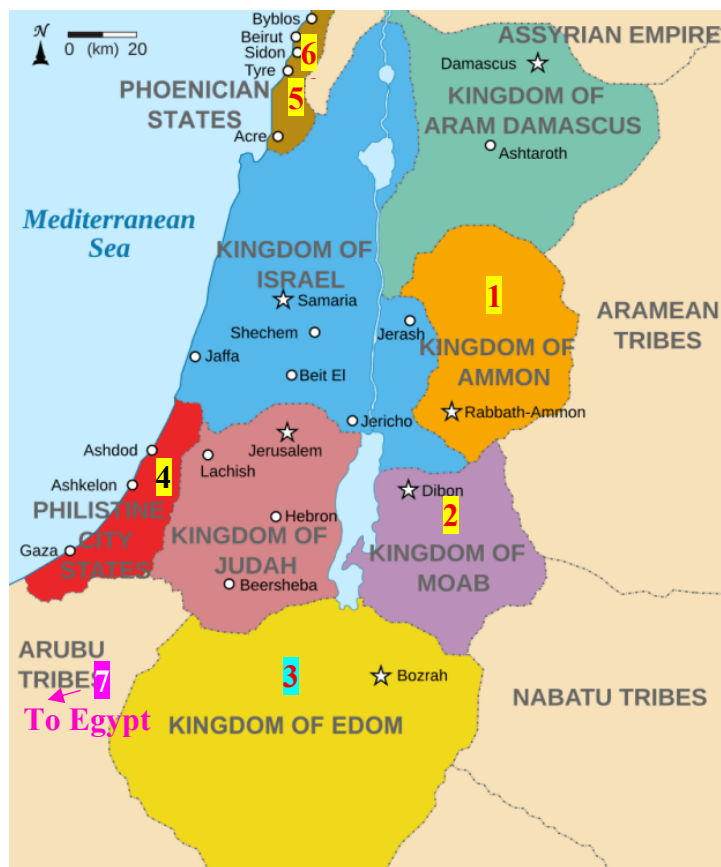 Byblos
N
0 (km) 20
Beirut
6
ASSYRIAN EMPIRE
Sidon
Damascus
Tyre
PHOENICIAN
STATES
5
KINGDOM OF
ARAM DAMASCUS
Acre
Ashtaroth
Mediterranean
Sea
KINGDOM OF
ISRAEL
1
Samaria
ARAMEAN
TRIBES
Shechem
Jerash
Jaffa
KINGDOM OF
AMMON
Beit El
Rabbath-Ammon
Jericho
Jerusalem
Ashdod
Lachish
4
Ashkelon
Dibon
PHILISTINE
CITY
STATES
2
Hebron
KINGDOM OF
JUDAH
Gaza
KINGDOM OF
MOAB
Beersheba
ARUBU
TRIBES
7
To Egypt
3
Bozrah
NABATU TRIBES
KINGDOM OF EDOM